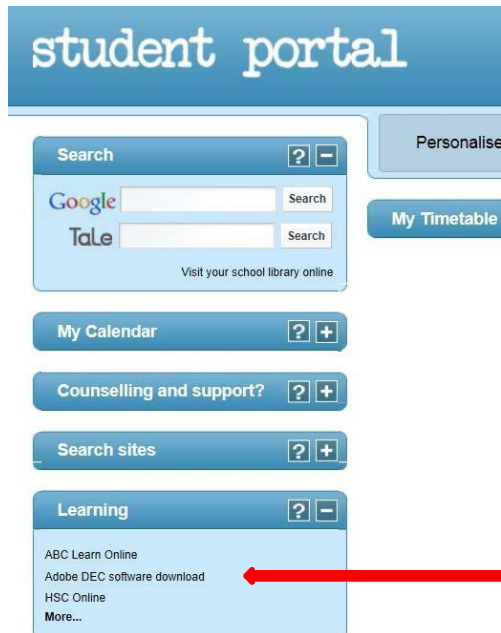 student portal
Personalise
Search ? −
Google Search
TaLe Search
Visit your school library online
My Timetable
My Calendar ? +
Counselling and support? ? +
Search sites ? +
Learning ? −
ABC Learn Online
Adobe DEC software download
HSC Online
More...